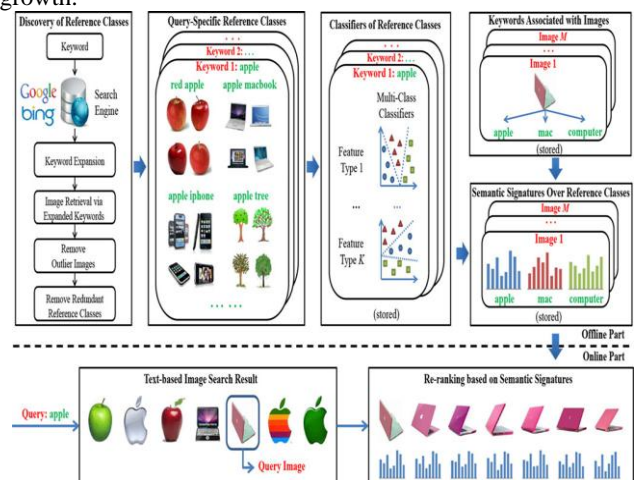 growth.
Discovery of Reference Classes
Keyword
Google
bing
Search
Engine
Keyword Expansion
Image Retrieval via
Expanded Keywords
Remove
Outlier Images
Remove Redundant
Reference Classes
Query-Specific Reference Classes
• • •
Keyword 2: . . .
Keyword 1: apple
red apple apple macbook
apple iphone apple tree
• • • • • •
Classifiers of Reference Classes
• • •
Keyword 2: . . .
Keyword 1: apple
Multi-Class
Classifiers
Feature
Type 1
... ...
Feature
Type K
(stored)
Keywords Associated with Images
Image M
• • •
Image 1
apple mac computer
(stored)
Semantic Signatures Over Reference Classes
Image M
• • •
Image 1
apple mac computer
(stored)
Offline Part
Online Part
Query: apple
Text-based Image Search Result
Query Image
Re-ranking based on Semantic Signatures